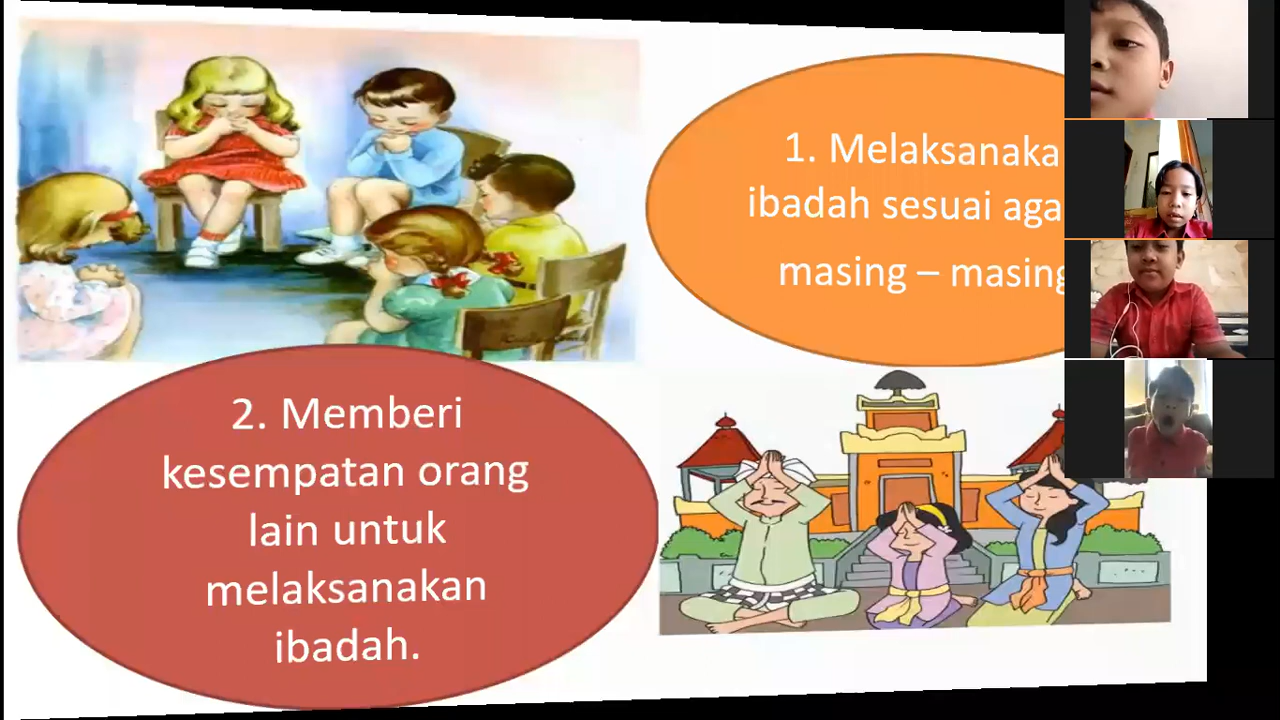 1. Melaksanaka
ibadah sesuai aga
masing – masing
2. Memberi
kesempatan orang
lain untuk
melaksanakan
ibadah.